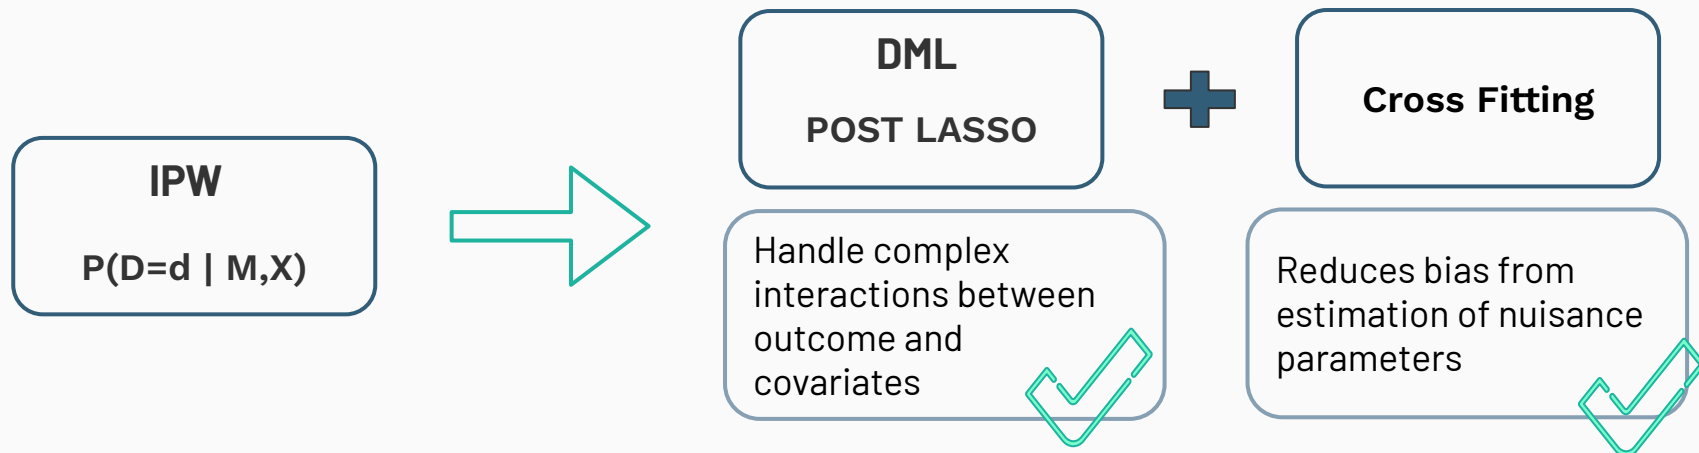 IPW
P(D=d | M,X)
DML
POST LASSO
Handle complex
interactions between
outcome and
covariates
Cross Fitting
Reduces bias from
estimation of nuisance
parameters